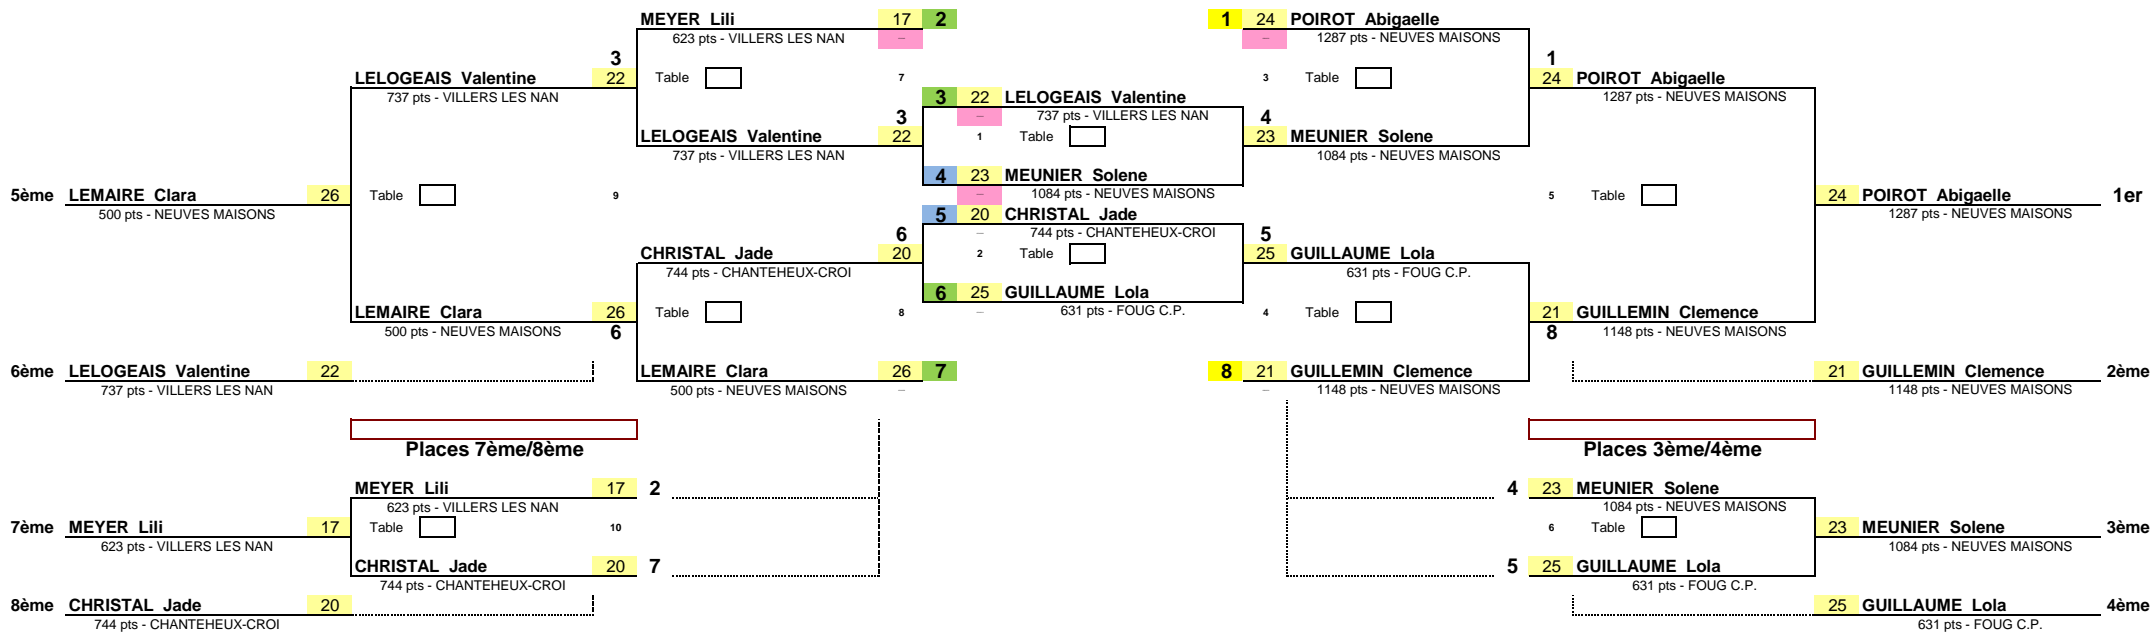 MEYER Lili 17 2 1 24 POIROT Abigaelle
623 pts - VILLERS LES NAN – – 1287 pts - NEUVES MAISONS
3 1
LELOGEAIS Valentine 22 Table 7 3 Table 24 POIROT Abigaelle
737 pts - VILLERS LES NAN 3 22 LELOGEAIS Valentine 1287 pts - NEUVES MAISONS
3 – 737 pts - VILLERS LES NAN 4
LELOGEAIS Valentine 22 1 Table 23 MEUNIER Solene
737 pts - VILLERS LES NAN 1084 pts - NEUVES MAISONS
4 23 MEUNIER Solene
5ème LEMAIRE Clara 26 Table 9 – 1084 pts - NEUVES MAISONS 5 Table 24 POIROT Abigaelle 1er
500 pts - NEUVES MAISONS 5 20 CHRISTAL Jade 1287 pts - NEUVES MAISONS
6 – 744 pts - CHANTEHEUX-CROI 5
CHRISTAL Jade 20 2 Table 25 GUILLAUME Lola
744 pts - CHANTEHEUX-CROI 631 pts - FOUG C.P.
6 25 GUILLAUME Lola
LEMAIRE Clara 26 Table 8 – 631 pts - FOUG C.P. 4 Table 21 GUILLEMIN Clemence
500 pts - NEUVES MAISONS 6 8 1148 pts - NEUVES MAISONS
6ème LELOGEAIS Valentine 22 LEMAIRE Clara 26 7 8 21 GUILLEMIN Clemence 21 GUILLEMIN Clemence 2ème
737 pts - VILLERS LES NAN 500 pts - NEUVES MAISONS – – 1148 pts - NEUVES MAISONS 1148 pts - NEUVES MAISONS
Places 7ème/8ème Places 3ème/4ème
MEYER Lili 17 2 4 23 MEUNIER Solene
623 pts - VILLERS LES NAN 1084 pts - NEUVES MAISONS
7ème MEYER Lili 17 Table 10 6 Table 23 MEUNIER Solene 3ème
623 pts - VILLERS LES NAN 1084 pts - NEUVES MAISONS
CHRISTAL Jade 20 7 5 25 GUILLAUME Lola
744 pts - CHANTEHEUX-CROI 631 pts - FOUG C.P.
8ème CHRISTAL Jade 20 25 GUILLAUME Lola 4ème
744 pts - CHANTEHEUX-CROI 631 pts - FOUG C.P.